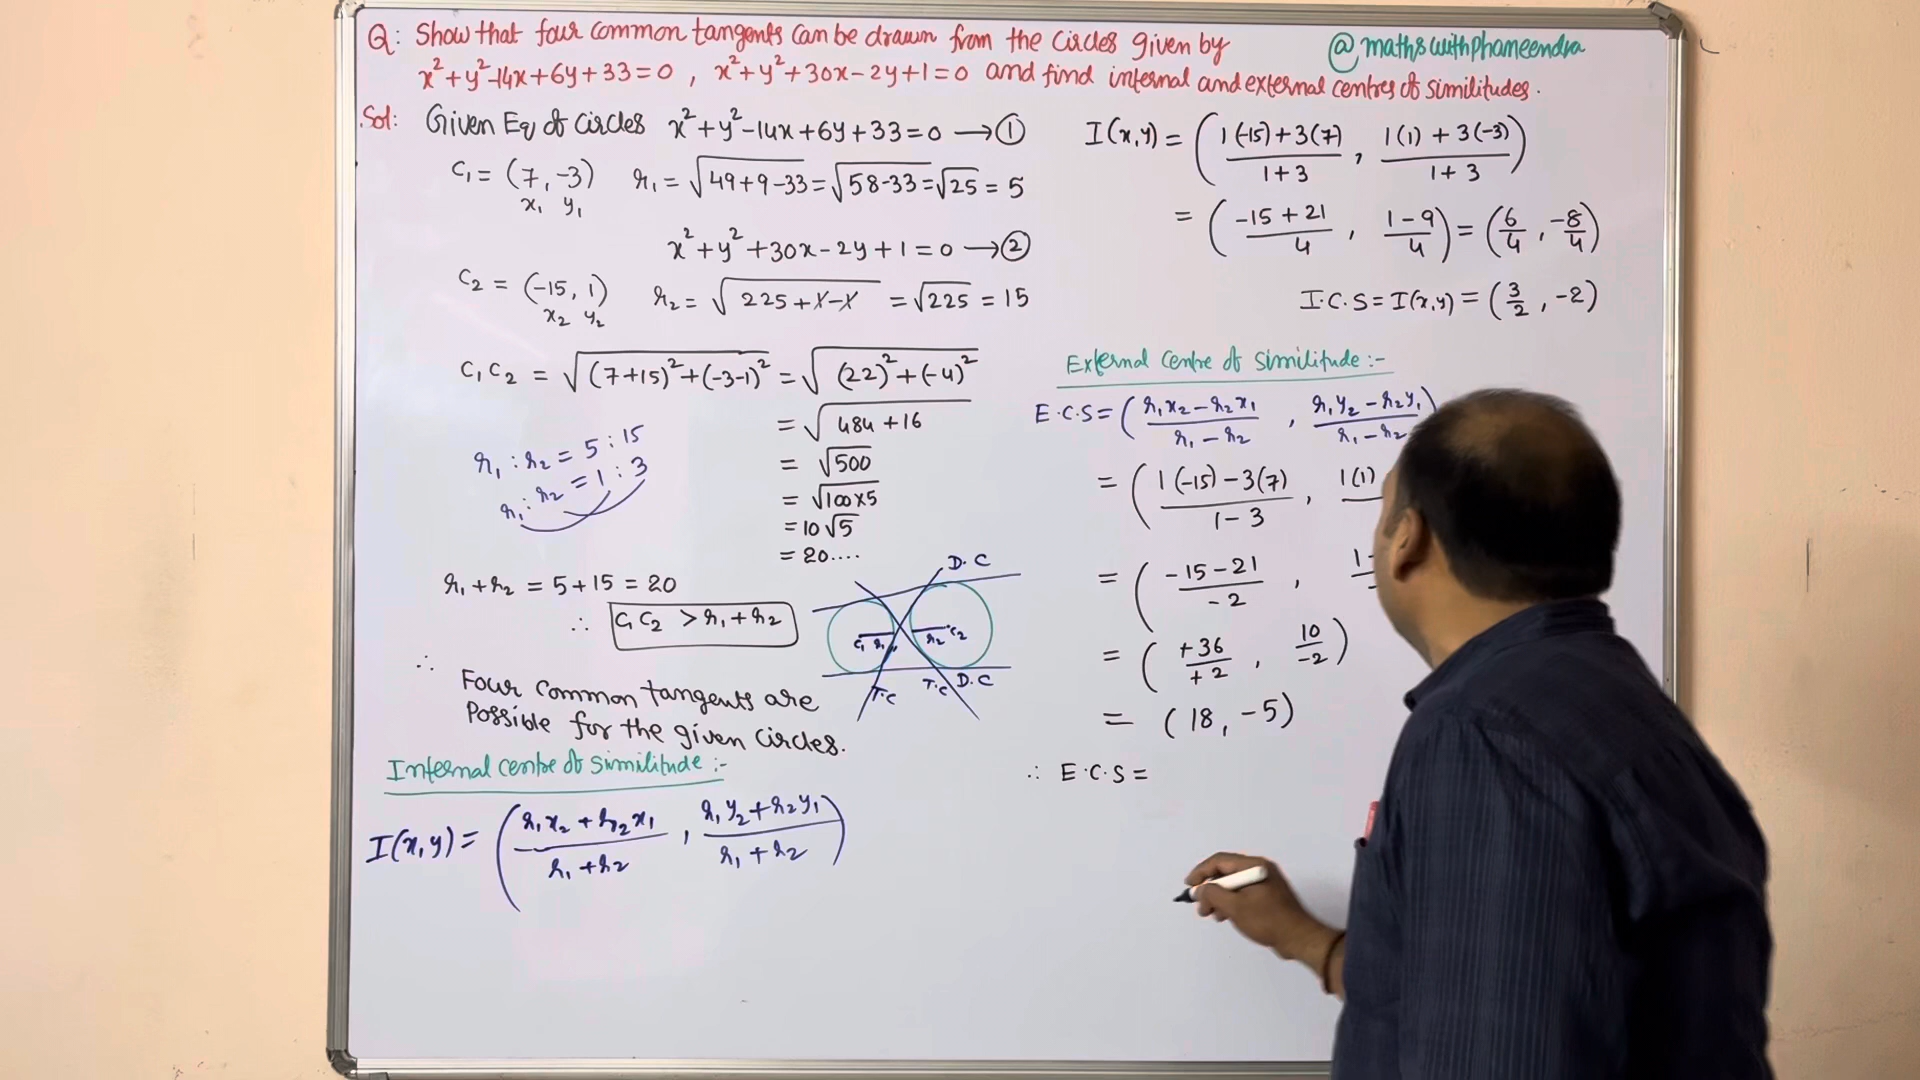 Q: Show that four common tangents can be drawn from the circles given by
@mathswithphameendra
x²+y²-14x+6y+33=0 , x²+y²+30x-2y+1=0 and find internal and external centres of similitudes.
Sol: Given Eq of circles x²+y²-14x+6y+33=0 →①
C₁ = (7, -3) r₁ = √49+9-33 = √58-33 = √25 = 5
x₁ y₁
x²+y²+30x-2y+1=0 →②
C₂ = (-15, 1) r₂ = √225+1-1 = √225 = 15
x₂ y₂
C₁C₂ = √(7+15)²+(-3-1)² = √(22)²+(-4)²
= √484+16
= √500
= √100×5
= 10√5
= 20....
r₁ : r₂ = 5 : 15
r₁ : r₂ = 1 : 3
r₁+r₂ = 5+15 = 20
∴ C₁C₂ > r₁+r₂
D.C
C₁ r₁
r₂ C₂
T.C T.C D.C
∴ Four common tangents are
possible for the given circles.
Internal centre of similitude :-
I(x,y) = ( r₁x₂+r₂x₁ / r₁+r₂ , r₁y₂+r₂y₁ / r₁+r₂ )
I(x,y) = ( 1(-15)+3(7) / 1+3 , 1(1)+3(-3) / 1+3 )
= ( -15+21 / 4 , 1-9 / 4 ) = ( 6/4 , -8/4 )
I.C.S = I(x,y) = ( 3/2 , -2)
External centre of similitude :-
E.C.S = ( r₁x₂-r₂x₁ / r₁-r₂ , r₁y₂-r₂y₁ / r₁-r₂ )
= ( 1(-15)-3(7) / 1-3 , 1(1)
= ( -15-21 / -2 , 1-
= ( +36 / +2 , 10 / -2 )
= (18, -5)
∴ E.C.S =